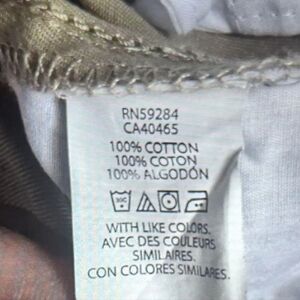 RN59284
CA40465
100% COTTON
100% COTON
100% ALGODÓN
WITH LIKE COLORS.
AVEC DES COULEURS
SIMILAIRES.
CON COLORES SIMILARES.